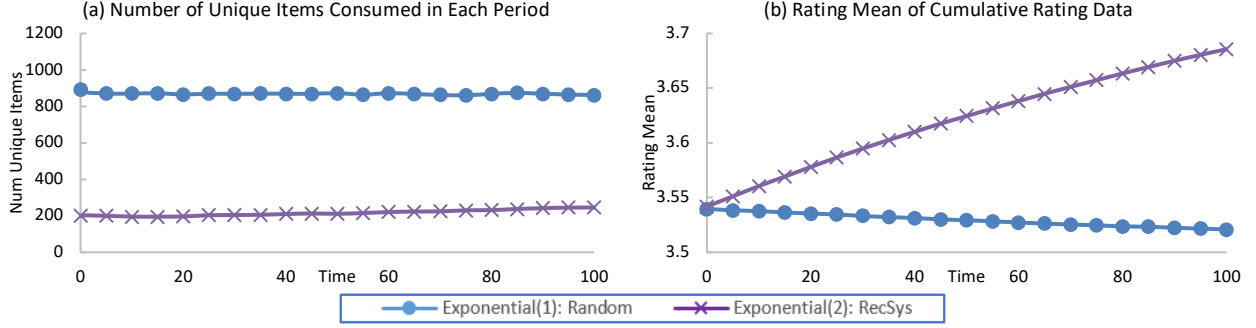 (a) Number of Unique Items Consumed in Each Period
Num Unique Items
1200
1000
800
600
400
200
0
0 20 40 Time 60 80 100
(b) Rating Mean of Cumulative Rating Data
Rating Mean
3.7
3.65
3.6
3.55
3.5
0 20 40 Time 60 80 100
Exponential(1): Random Exponential(2): RecSys